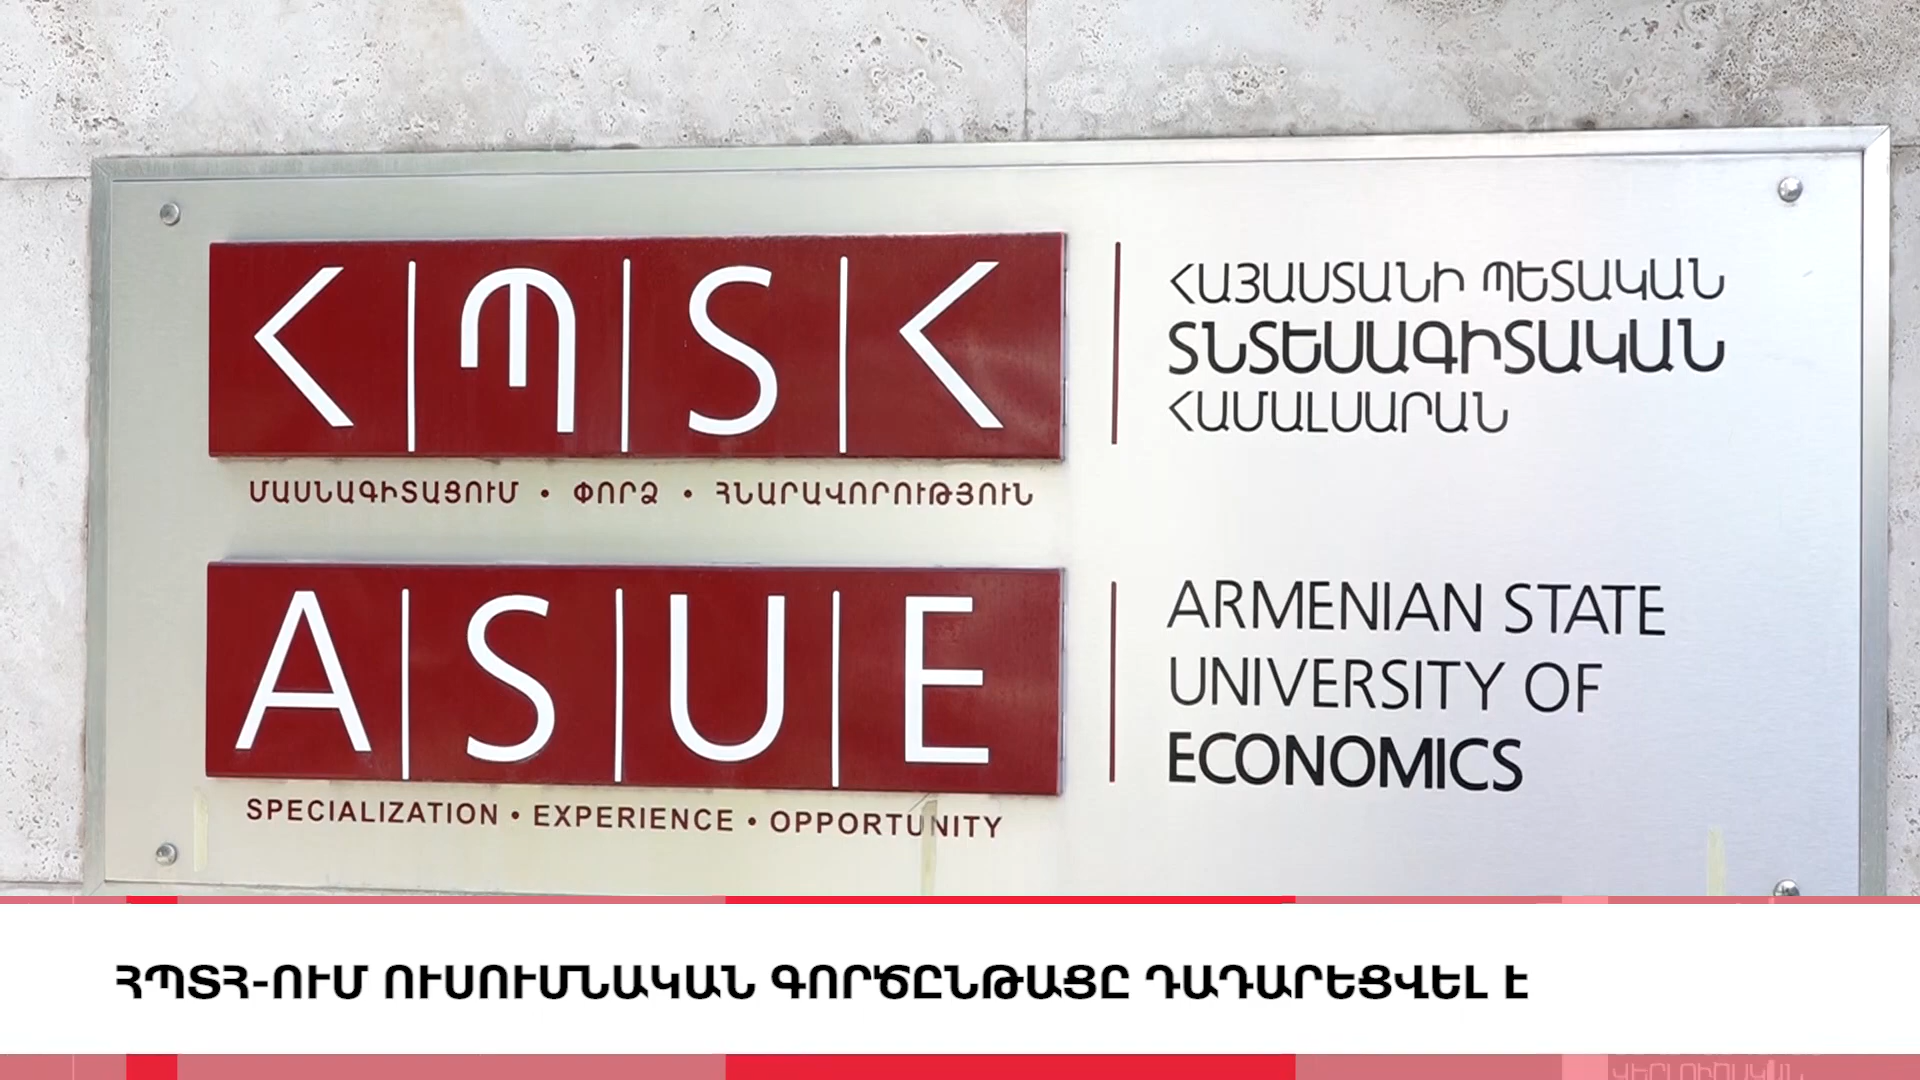 ՀՊՏՀ
ՄԱՍՆԱԳԻՏԱՑՈՒՄ • ՓՈՐՁ • ՀՆԱՐԱՎՈՐՈՒԹՅՈՒՆ
ՀԱՅԱՍՏԱՆԻ ՊԵՏԱԿԱՆ
ՏՆՏԵՍԱԳԻՏԱԿԱՆ
ՀԱՄԱԼՍԱՐԱՆ
ASUE
SPECIALIZATION • EXPERIENCE • OPPORTUNITY
ARMENIAN STATE
UNIVERSITY OF
ECONOMICS
ՀՊՏՀ-ՈՒՄ ՈՒՍՈՒՄՆԱԿԱՆ ԳՈՐԾԸՆԹԱՑԸ ԴԱԴԱՐԵՑՎԵԼ Է